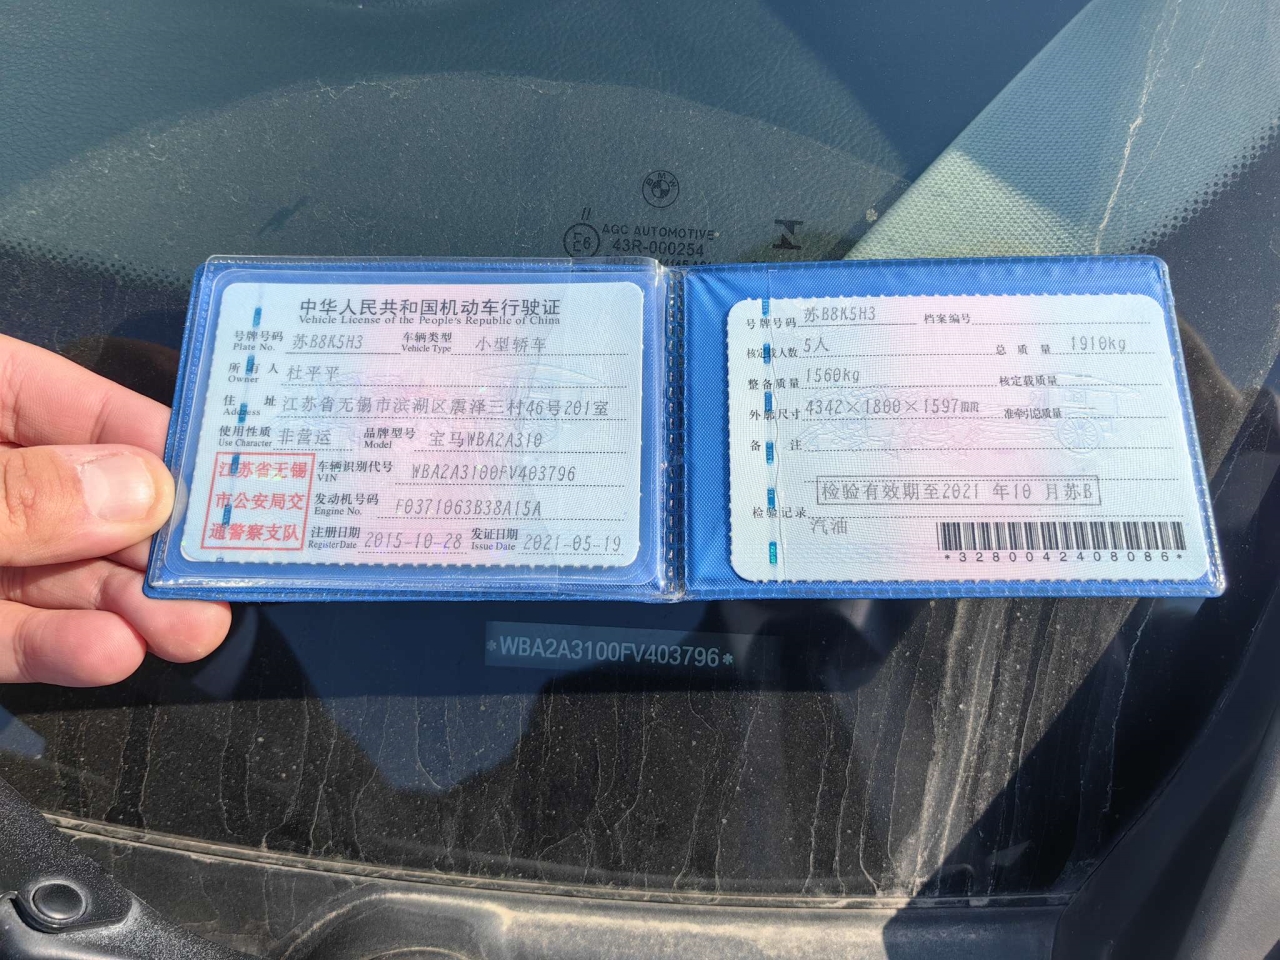 BMW
AGC AUTOMOTIVE
43R-000254
中华人民共和国机动车行驶证
Vehicle License of the People's Republic of China
号牌号码 苏B8K5H3 车辆类型 小型轿车
Plate No. Vehicle Type
所有人 杜平平
Owner
住址 江苏省无锡市滨湖区震泽三村46号201室
Address
使用性质 非营运 品牌型号 宝马WBA2A310
Use Character Model
江苏省无锡
市公安局交
通警察支队
车辆识别代号 WBA2A3100FV403796
VIN
发动机号码 F0371063B38A15A
Engine No.
注册日期 2015-10-28 发证日期 2021-05-19
Register Date Issue Date
号牌号码 苏B8K5H3 档案编号
核定载人数 5人 总质量 1910kg
整备质量 1560kg 核定载质量
外廓尺寸 4342×1800×1597mm 准牵引总质量
备注
检验有效期至2021 年10 月苏B
检验记录
汽油
*3280042408086*
*WBA2A3100FV403796*